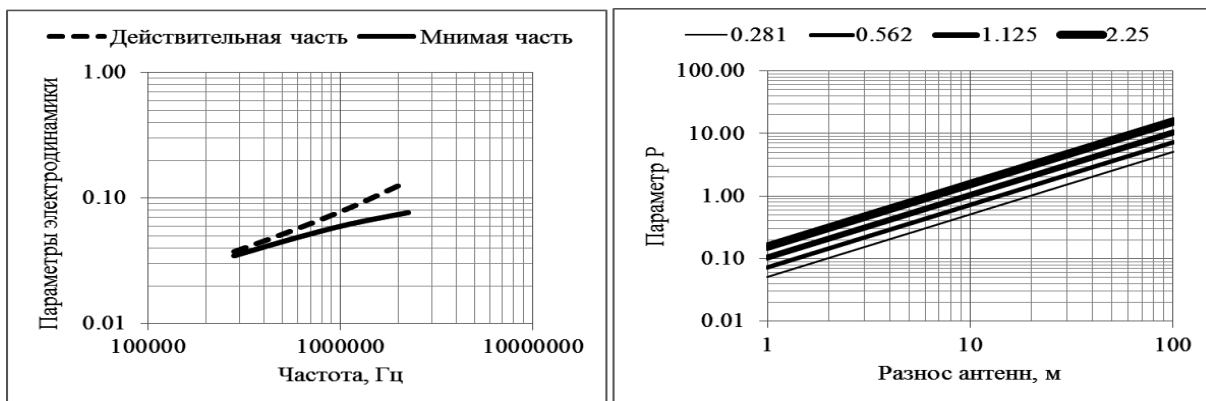 Действительная часть Мнимая часть
Параметры электродинамики
1.00
0.10
0.01
100000 1000000 10000000
Частота, Гц
0.281 0.562 1.125 2.25
Параметр Р
100.00
10.00
1.00
0.10
0.01
1 10 100
Разнос антенн, м